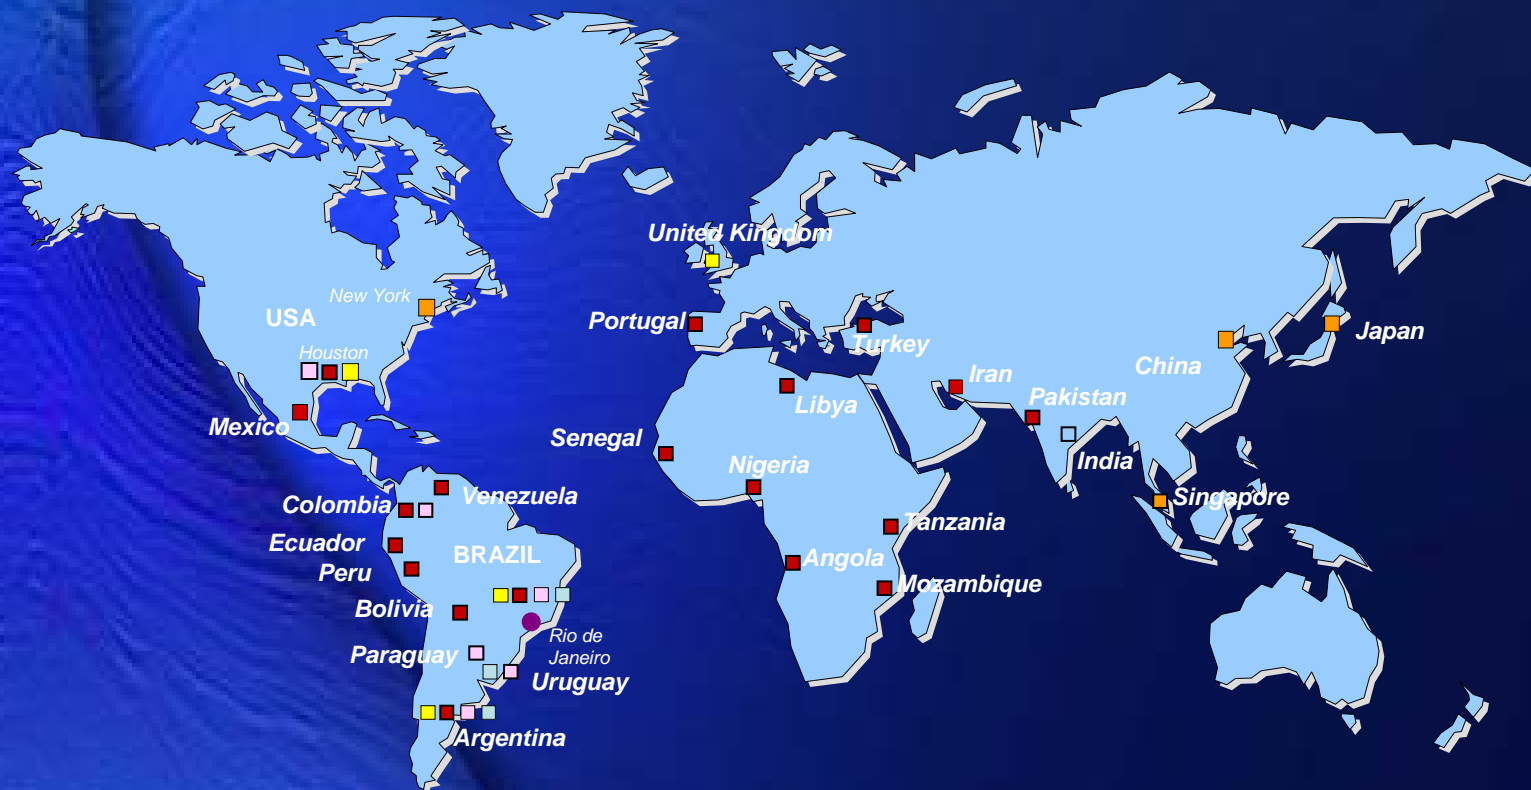 United Kingdom
New York
USA
Portugal
Turkey
Japan
Houston
China
Iran
Pakistan
Libya
Mexico
Senegal
India
Nigeria
Venezuela
Singapore
Colombia
Tanzania
Ecuador
BRAZIL
Angola
Peru
Mozambique
Bolivia
Rio de
Janeiro
Paraguay
Uruguay
Argentina